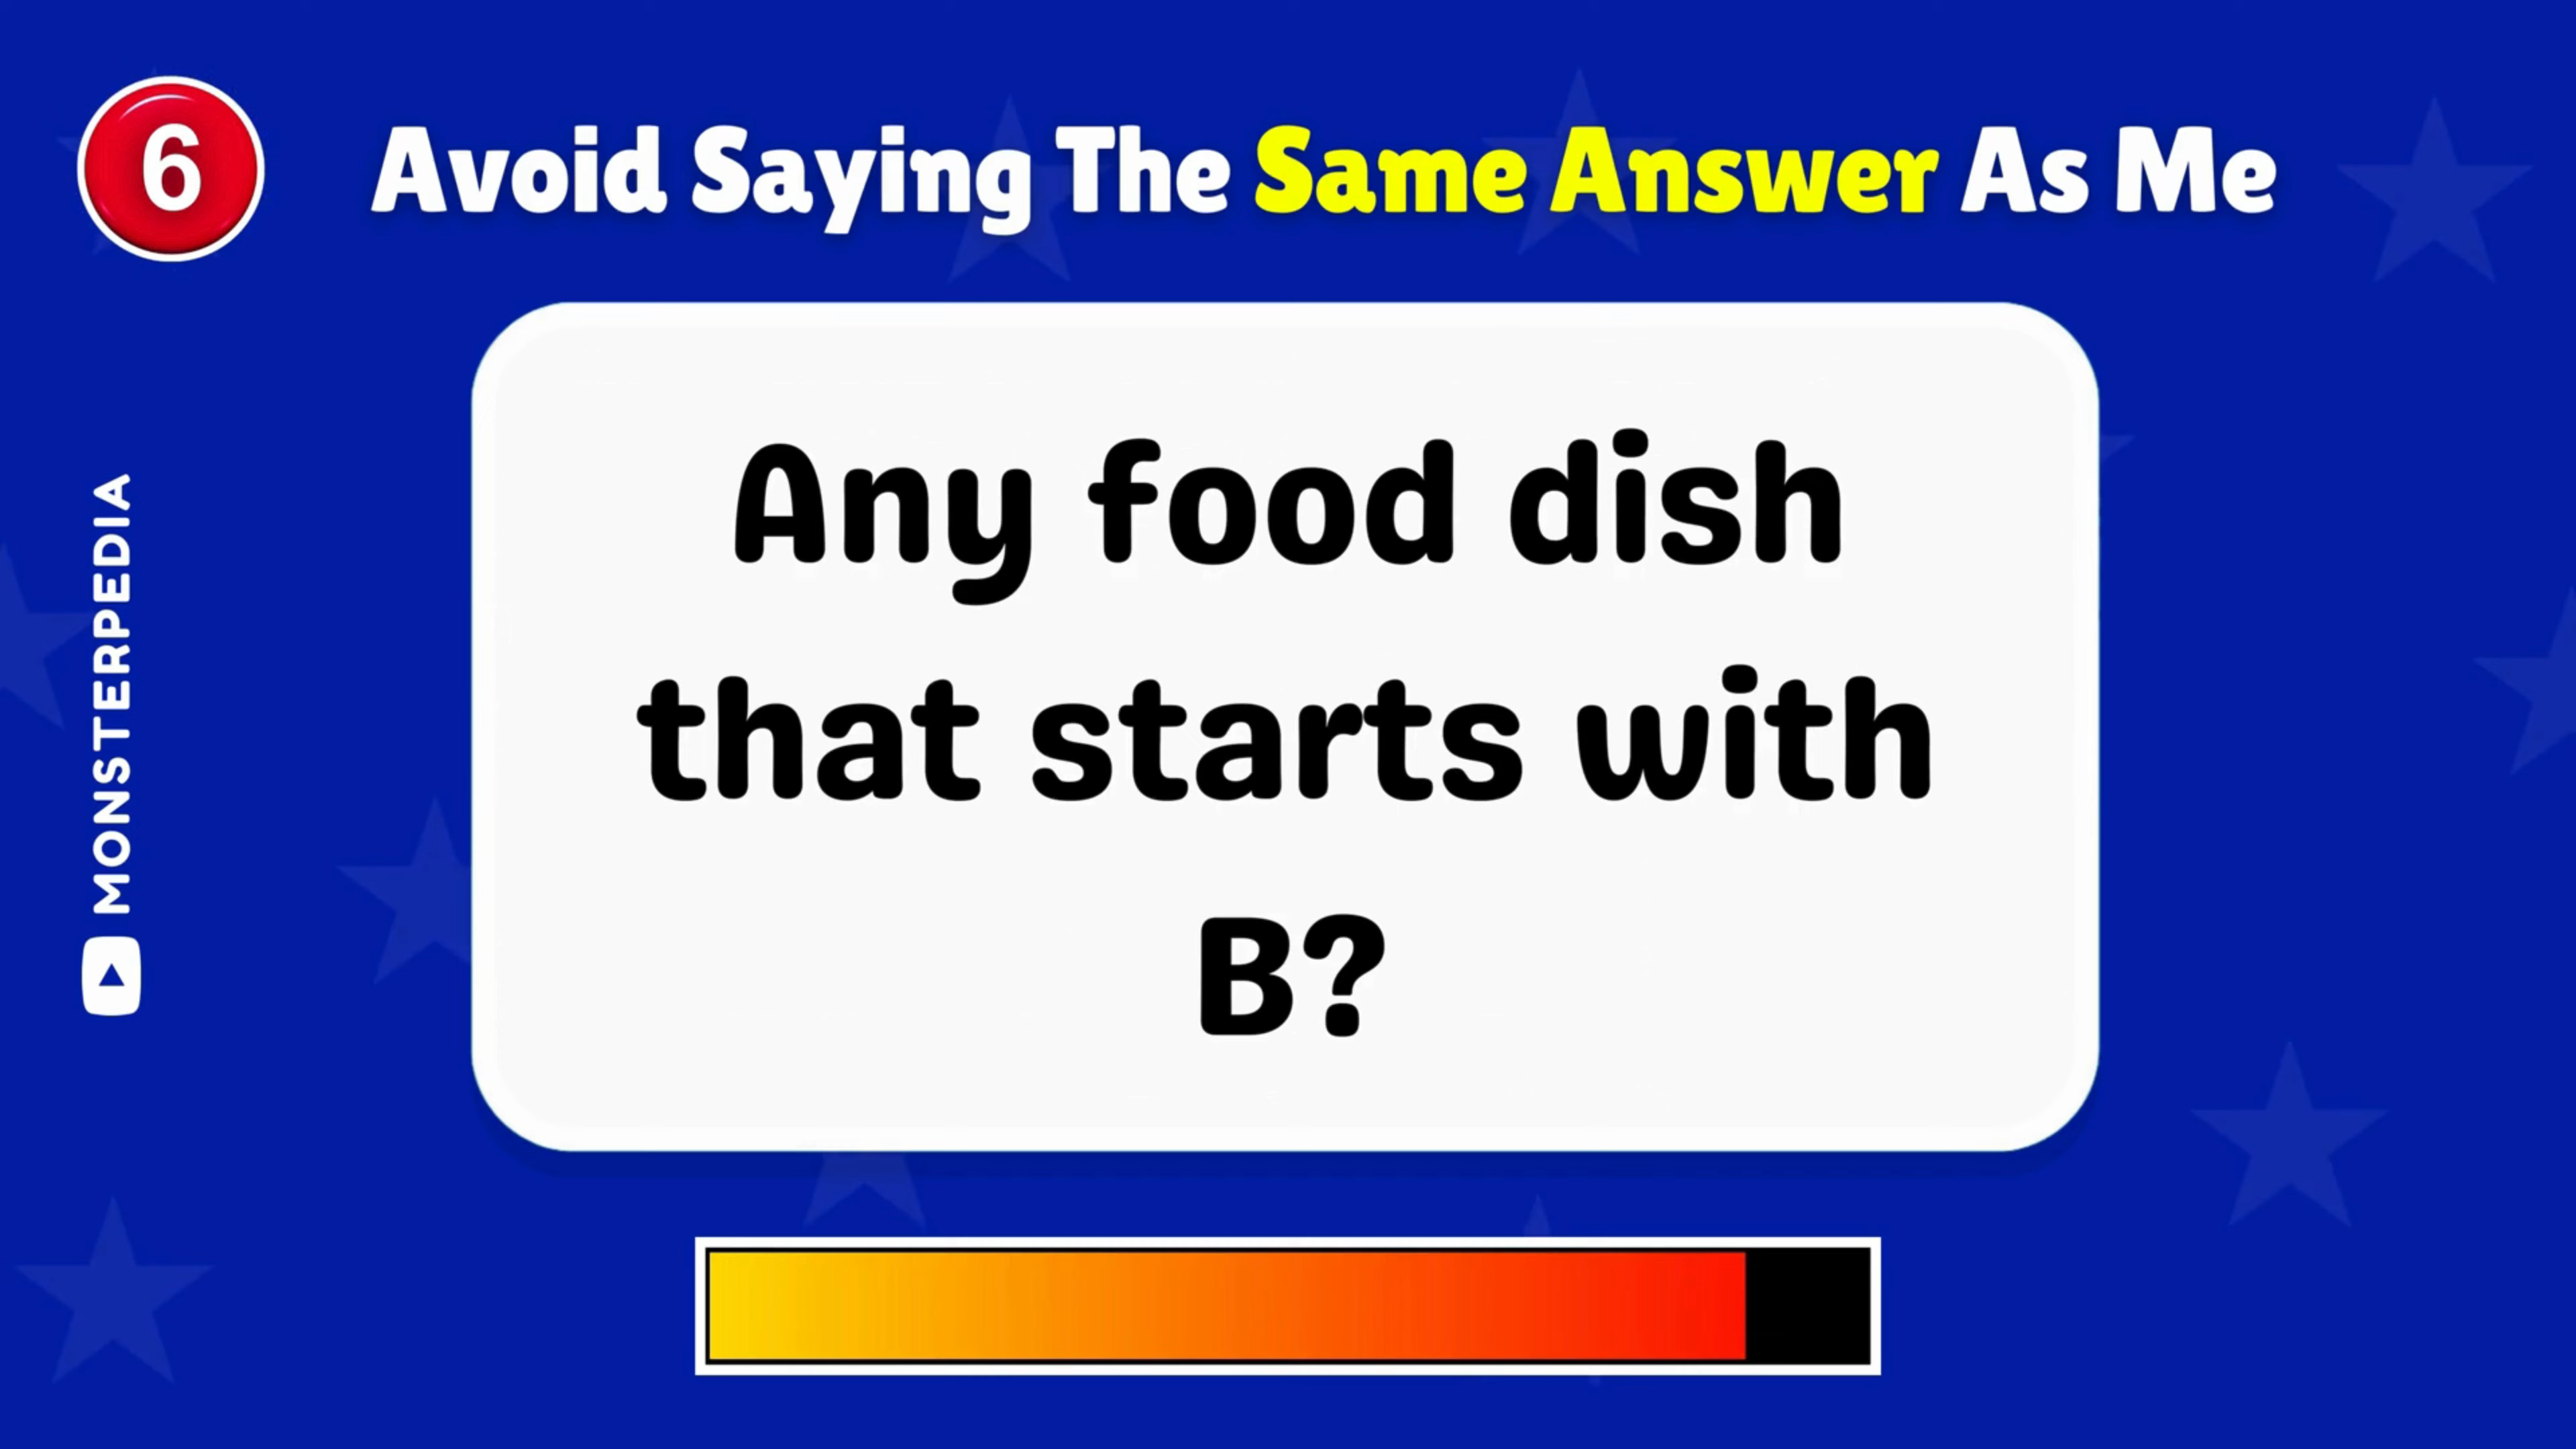 6
Avoid Saying The Same Answer As Me
Any food dish
that starts with
B?
MONSTERPEDIA